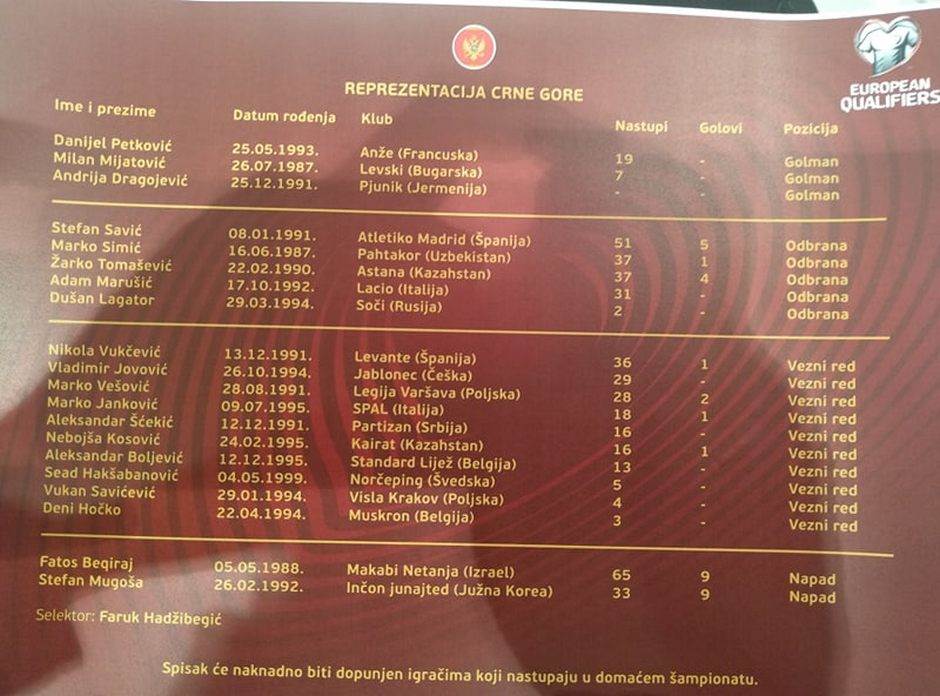 EUROPEAN
QUALIFIERS
REPREZENTACIJA CRNE GORE
Ime i prezime Datum rođenja Klub Nastupi Golovi Pozicija
Danijel Petković 25.05.1993. Anže (Francuska) 19 - Golman
Milan Mijatović 26.07.1987. Levski (Bugarska) 7 - Golman
Andrija Dragojević 25.12.1991. Pjunik (Jermenija) - - Golman
Stefan Savić 08.01.1991. Atletiko Madrid (Španija) 51 5 Odbrana
Marko Simić 16.06.1987. Pahtakor (Uzbekistan) 37 1 Odbrana
Žarko Tomašević 22.02.1990. Astana (Kazahstan) 37 4 Odbrana
Adam Marušić 17.10.1992. Lacio (Italija) 31 - Odbrana
Dušan Lagator 29.03.1994. Soči (Rusija) 2 - Odbrana
Nikola Vukčević 13.12.1991. Levante (Španija) 36 1 Vezni red
Vladimir Jovović 26.10.1994. Jablonec (Češka) 29 - Vezni red
Marko Vešović 28.08.1991. Legija Varšava (Poljska) 28 2 Vezni red
Marko Janković 09.07.1995. SPAL (Italija) 18 1 Vezni red
Aleksandar Šćekić 12.12.1991. Partizan (Srbija) 16 - Vezni red
Nebojša Kosović 24.02.1995. Kairat (Kazahstan) 16 1 Vezni red
Aleksandar Boljević 12.12.1995. Standard Lijež (Belgija) 13 - Vezni red
Sead Hakšabanović 04.05.1999. Norčeping (Švedska) 5 - Vezni red
Vukan Savićević 29.01.1994. Visla Krakov (Poljska) 4 - Vezni red
Deni Hočko 22.04.1994. Muskron (Belgija) 3 - Vezni red
Fatos Beqiraj 05.05.1988. Makabi Netanja (Izrael) 65 9 Napad
Stefan Mugoša 26.02.1992. Inčon junajted (Južna Korea) 33 9 Napad
Selektor: Faruk Hadžibegić
Spisak će naknadno biti dopunjen igračima koji nastupaju u domaćem šampionatu.